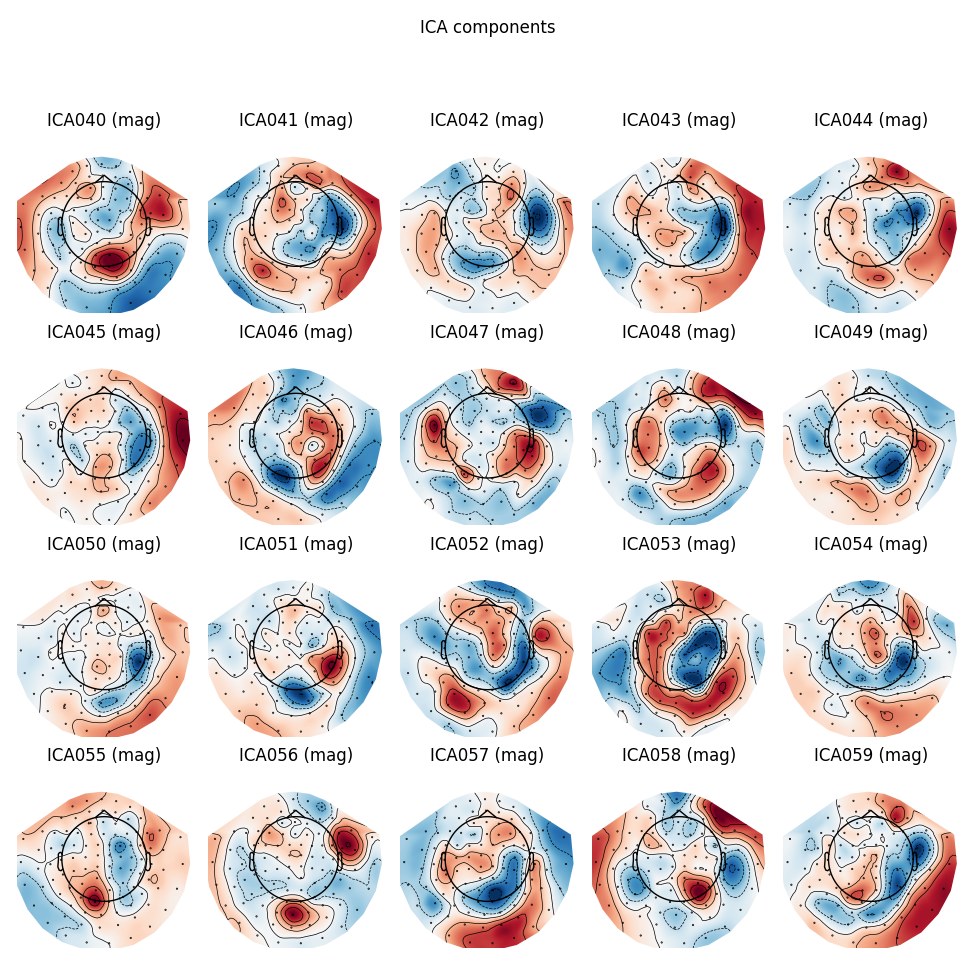 ICA components
ICA040 (mag) ICA041 (mag) ICA042 (mag) ICA043 (mag) ICA044 (mag)
ICA045 (mag) ICA046 (mag) ICA047 (mag) ICA048 (mag) ICA049 (mag)
ICA050 (mag) ICA051 (mag) ICA052 (mag) ICA053 (mag) ICA054 (mag)
ICA055 (mag) ICA056 (mag) ICA057 (mag) ICA058 (mag) ICA059 (mag)